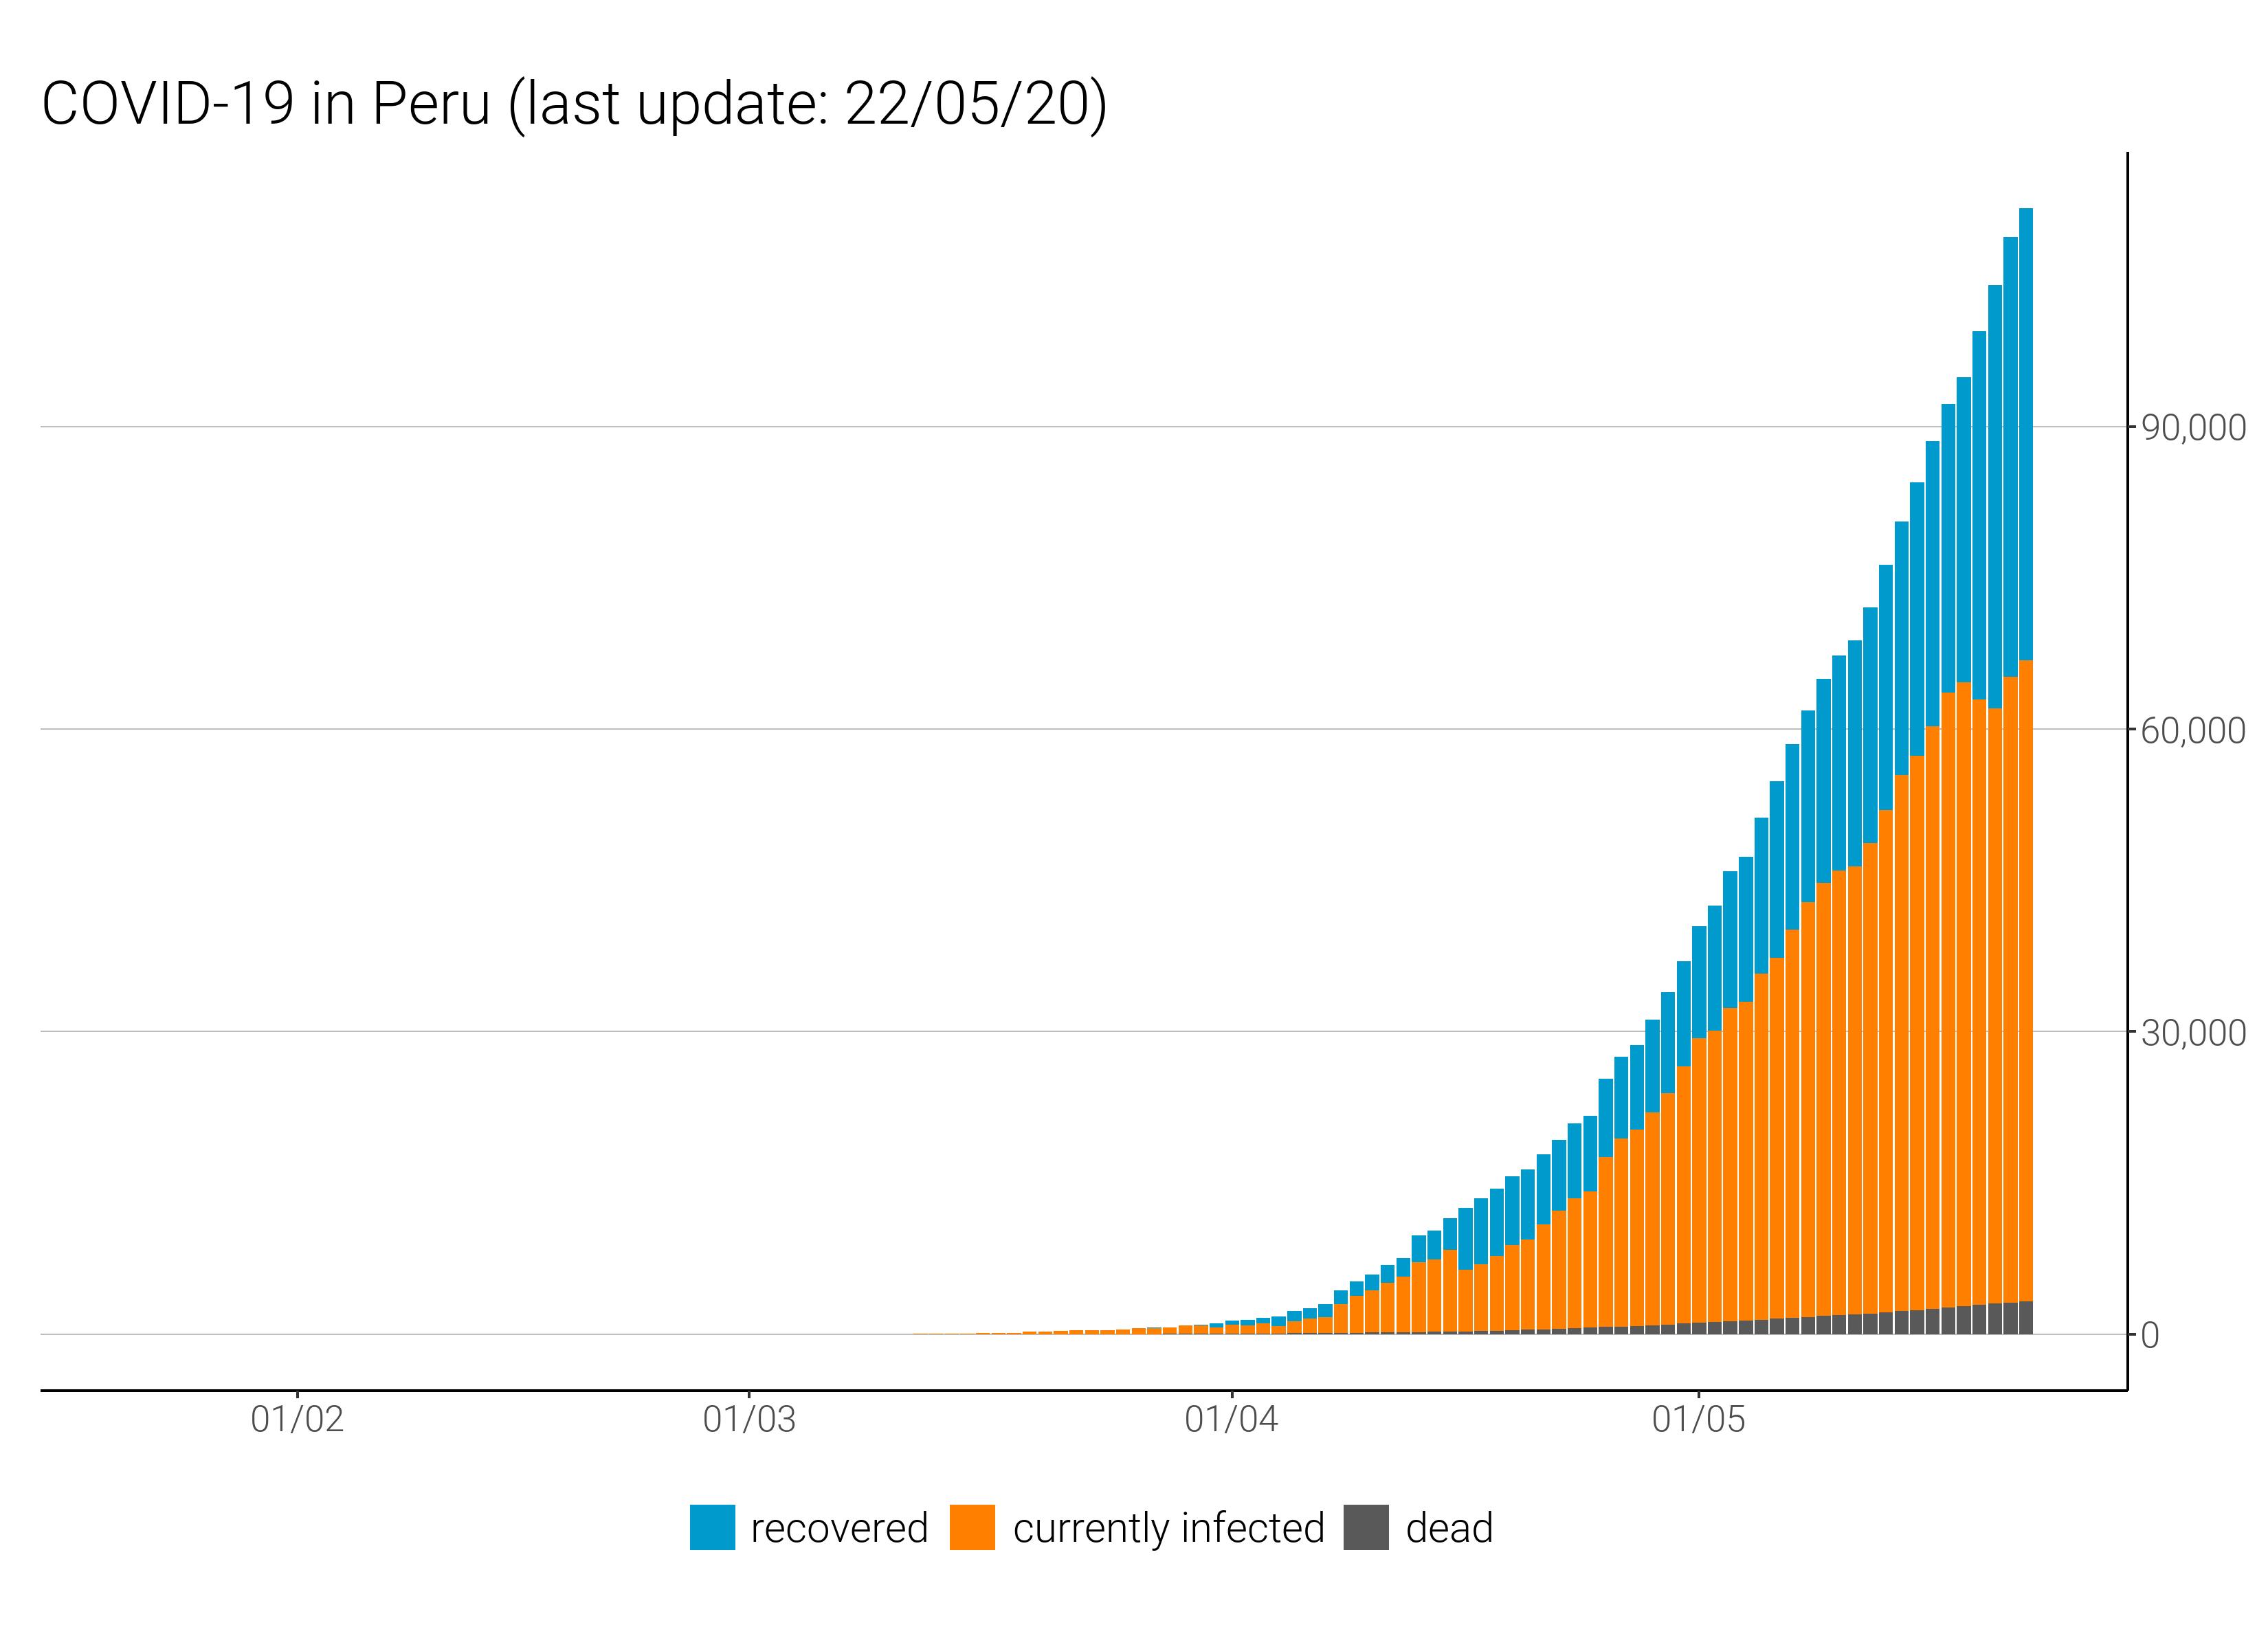 COVID-19 in Peru (last update: 22/05/20)
90,000
60,000
30,000
0
01/02 01/03 01/04 01/05
recovered currently infected dead